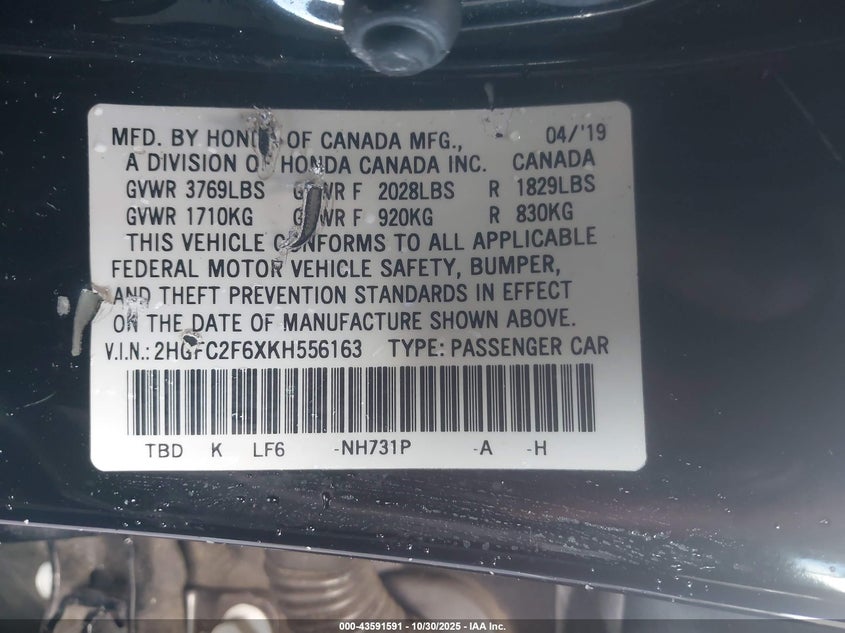 MFD. BY HONDA OF CANADA MFG., 04/'19
A DIVISION OF HONDA CANADA INC. CANADA
GVWR 3769LBS GAWR F 2028LBS R 1829LBS
GVWR 1710KG GAWR F 920KG R 830KG
THIS VEHICLE CONFORMS TO ALL APPLICABLE
FEDERAL MOTOR VEHICLE SAFETY, BUMPER,
AND THEFT PREVENTION STANDARDS IN EFFECT
ON THE DATE OF MANUFACTURE SHOWN ABOVE.
V.I.N.: 2HGFC2F6XKH556163 TYPE: PASSENGER CAR
TBD K LF6 -NH731P -A -H
000-43591591 - 10/30/2025 - IAA Inc.